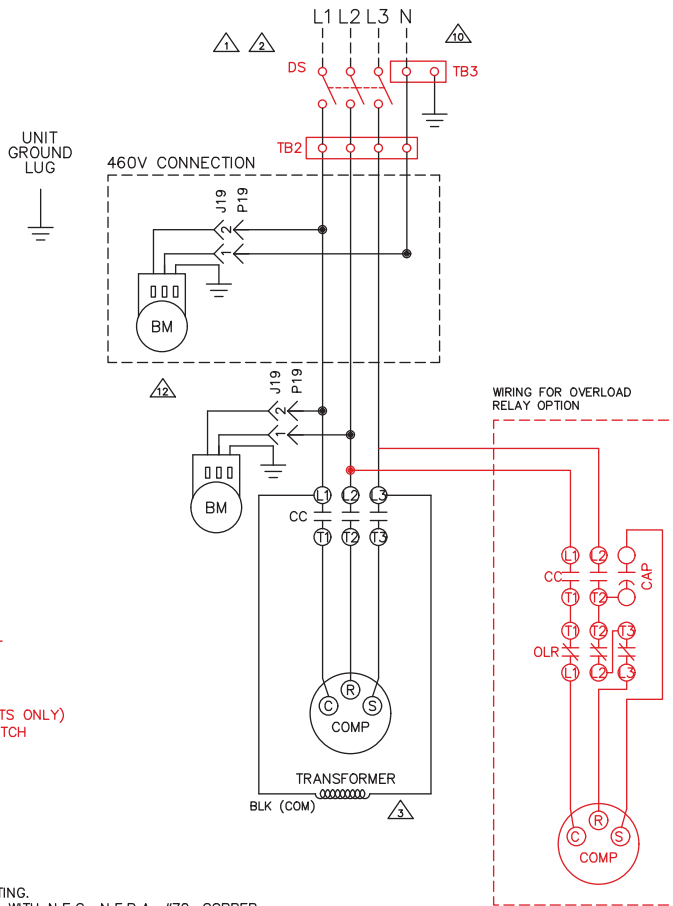 L1 L2 L3 N
1 2 10
DS
TB3
TB2
UNIT
GROUND
LUG
460V CONNECTION
J19
P19
2
1
BM
12
J19
P19
2
1
BM
WIRING FOR OVERLOAD
RELAY OPTION
L1 L2 L3
CC
T1 T2 T3
C R S
COMP
TRANSFORMER
BLK (COM)
3
L1 L2
CC
CAP
T1 T2
T1 T2 T3
OLR
L1 L2 L3
C R S
COMP
TS ONLY)
TCH
TING.
WITH N.E.C. N.F.P.A. #70, COPPER